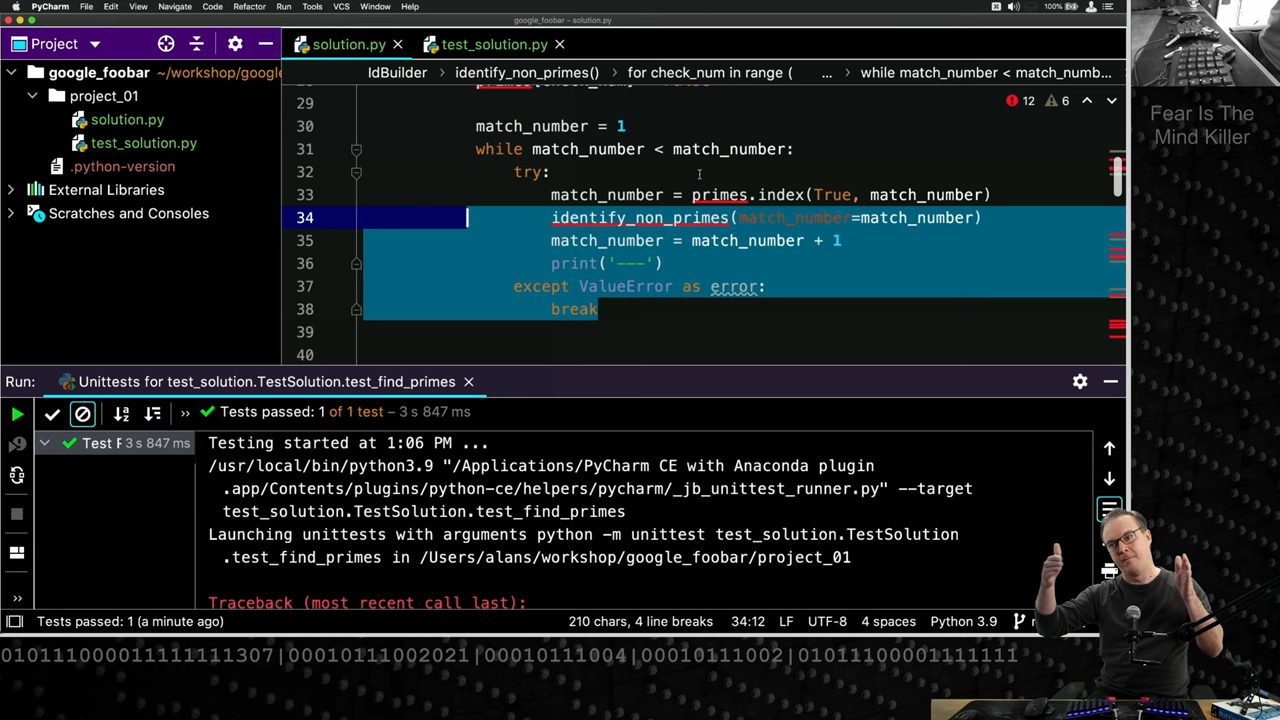 PyCharm File Edit View Navigate Code Refactor Run Tools VCS Window Help 100%
google_foobar – solution.py
Project
solution.py
test_solution.py
google_foobar ~/workshop/google
project_01
solution.py
test_solution.py
.python-version
External Libraries
Scratches and Consoles
IdBuilder identify_non_primes() for check_num in range ( ... while match_number < match_numb...
12 6
29
30 match_number = 1
31 while match_number < match_number:
32 try:
33 match_number = primes.index(True, match_number)
34 identify_non_primes(match_number=match_number)
35 match_number = match_number + 1
36 print('---')
37 except ValueError as error:
38 break
39
40
Fear Is The
Mind Killer
Run: Unittests for test_solution.TestSolution.test_find_primes
Tests passed: 1 of 1 test – 3 s 847 ms
Test F 3 s 847 ms
Testing started at 1:06 PM ...
/usr/local/bin/python3.9 "/Applications/PyCharm CE with Anaconda plugin
.app/Contents/plugins/python-ce/helpers/pycharm/_jb_unittest_runner.py" --target
test_solution.TestSolution.test_find_primes
Launching unittests with arguments python -m unittest test_solution.TestSolution
.test_find_primes in /Users/alans/workshop/google_foobar/project_01
Traceback (most recent call last):
Tests passed: 1 (a minute ago) 210 chars, 4 line breaks 34:12 LF UTF-8 4 spaces Python 3.9